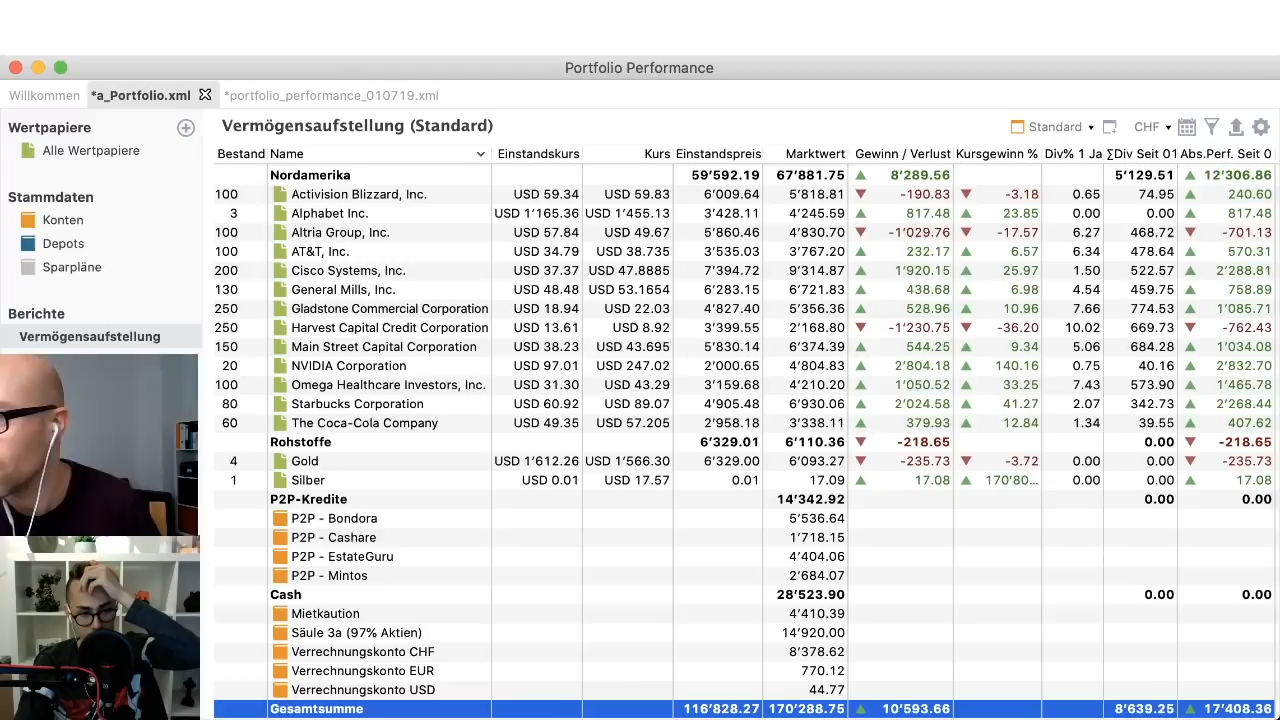 Portfolio Performance
Willkommen *a_Portfolio.xml *portfolio_performance_010719.xml
Wertpapiere
Alle Wertpapiere
Stammdaten
Konten
Depots
Sparpläne
Berichte
Vermögensaufstellung
Vermögensaufstellung (Standard) Standard CHF
Bestand Name Einstandskurs Kurs Einstandspreis Marktwert Gewinn / Verlust Kursgewinn % Div% 1 Ja ∑Div Seit 01 Abs.Perf. Seit 0
Nordamerika 59’592.19 67’881.75 8’289.56 5’129.51 12’306.86
100 Activision Blizzard, Inc. USD 59.34 USD 59.83 6’009.64 5’818.81 -190.83 -3.18 0.65 74.95 240.60
3 Alphabet Inc. USD 1’165.36 USD 1’455.13 3’428.11 4’245.59 817.48 23.85 0.00 0.00 817.48
100 Altria Group, Inc. USD 57.84 USD 49.67 5’860.46 4’830.70 -1’029.76 -17.57 6.27 468.72 -701.13
100 AT&T, Inc. USD 34.79 USD 38.735 3’535.03 3’767.20 232.17 6.57 6.34 478.64 570.31
200 Cisco Systems, Inc. USD 37.37 USD 47.8885 7’394.72 9’314.87 1’920.15 25.97 1.50 522.57 2’288.81
130 General Mills, Inc. USD 48.48 USD 53.1654 6’283.15 6’721.83 438.68 6.98 4.54 459.75 758.89
250 Gladstone Commercial Corporation USD 18.94 USD 22.03 4’827.40 5’356.36 528.96 10.96 7.66 774.53 1’085.71
250 Harvest Capital Credit Corporation USD 13.61 USD 8.92 3’399.55 2’168.80 -1’230.75 -36.20 10.02 669.73 -762.43
150 Main Street Capital Corporation USD 38.23 USD 43.695 5’830.14 6’374.39 544.25 9.34 5.06 684.28 1’034.08
20 NVIDIA Corporation USD 97.01 USD 247.02 2’000.65 4’804.83 2’804.18 140.16 0.75 40.16 2’832.70
100 Omega Healthcare Investors, Inc. USD 31.30 USD 43.29 3’159.68 4’210.20 1’050.52 33.25 7.43 573.90 1’465.78
80 Starbucks Corporation USD 60.92 USD 89.07 4’905.48 6’930.06 2’024.58 41.27 2.07 342.73 2’268.44
60 The Coca-Cola Company USD 49.35 USD 57.205 2’958.18 3’338.11 379.93 12.84 1.34 39.55 407.62
Rohstoffe 6’329.01 6’110.36 -218.65 0.00 -218.65
4 Gold USD 1’612.26 USD 1’566.30 6’329.00 6’093.27 -235.73 -3.72 0.00 0.00 -235.73
1 Silber USD 0.01 USD 17.57 0.01 17.09 17.08 170’80... 0.00 0.00 17.08
P2P-Kredite 14’342.92 0.00 0.00
P2P - Bondora 5’536.64
P2P - Cashare 1’718.15
P2P - EstateGuru 4’404.06
P2P - Mintos 2’684.07
Cash 28’523.90 0.00 0.00
Mietkaution 4’410.39
Säule 3a (97% Aktien) 14’920.00
Verrechnungskonto CHF 8’378.62
Verrechnungskonto EUR 770.12
Verrechnungskonto USD 44.77
Gesamtsumme 116’828.27 170’288.75 10’593.66 8’639.25 17’408.36